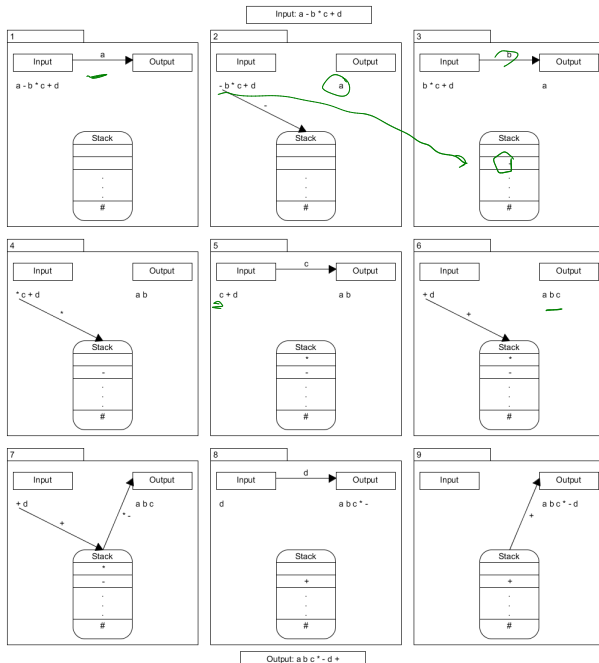 Input: a - b * c + d
1
Input
a
Output
a - b * c + d
Stack
.
.
.
#
2
Input
Output
- b * c + d
a
-
Stack
.
.
.
#
3
Input
b
Output
b * c + d
a
Stack
-
.
.
.
#
4
Input
Output
* c + d
a b
*
Stack
-
.
.
.
#
5
Input
c
Output
c + d
a b
Stack
*
-
.
.
.
#
6
Input
Output
+ d
a b c
+
Stack
*
-
.
.
.
#
7
Input
Output
+ d
a b c
+
* -
Stack
*
-
.
.
.
#
8
Input
d
Output
d
a b c * -
Stack
+
.
.
.
#
9
Input
Output
a b c * - d
+
Stack
+
.
.
.
#
Output: a b c * - d +